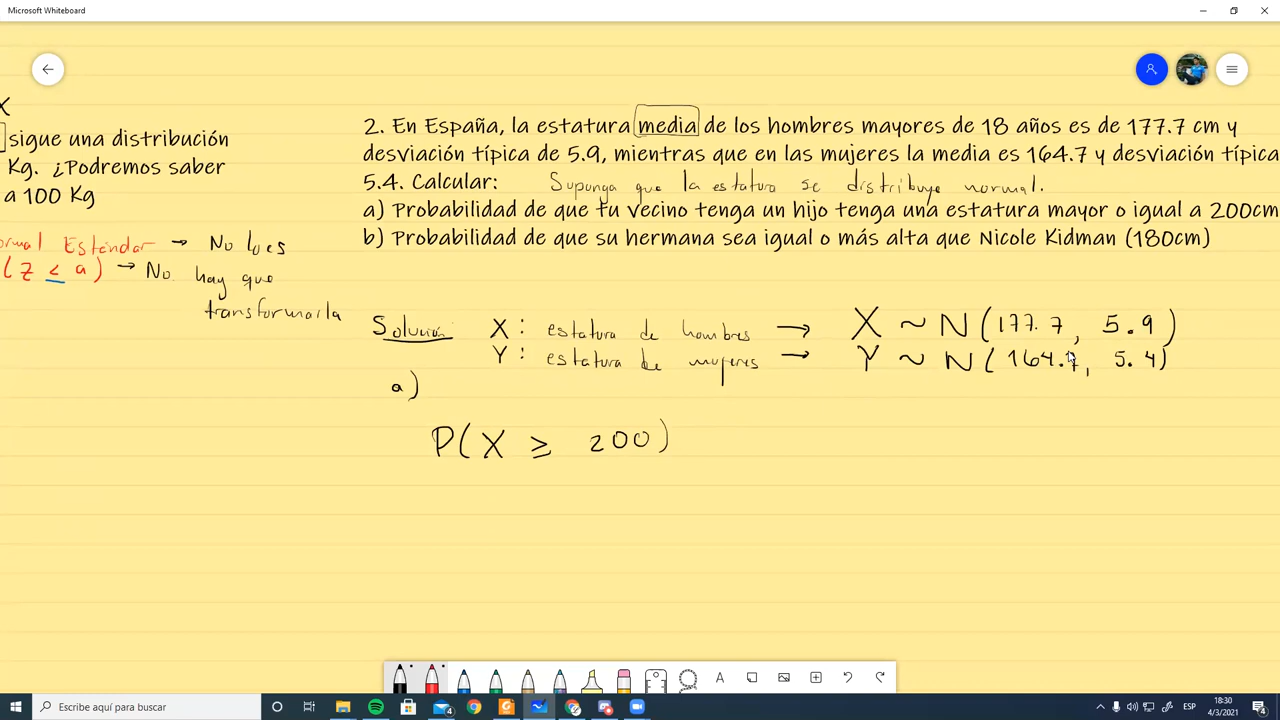 Microsoft Whiteboard
X
sigue una distribución
Kg. ¿Podremos saber
a 100 Kg
ormal Estándar → No lo es
(Z ≤ a) → No hay que
transformarla
2. En España, la estatura media de los hombres mayores de 18 años es de 177.7 cm y
desviación típica de 5.9, mientras que en las mujeres la media es 164.7 y desviación típica
5.4. Calcular: Suponga que la estatura se distribuye normal.
a) Probabilidad de que tu vecino tenga un hijo tenga una estatura mayor o igual a 200cm
b) Probabilidad de que su hermana sea igual o más alta que Nicole Kidman (180cm)
Solución X : estatura de hombres → X ~ N(177.7, 5.9)
Y : estatura de mujeres → Y ~ N(164.7, 5.4)
a)
P(X ≥ 200)
Escribe aquí para buscar
ESP
18:30
4/3/2021